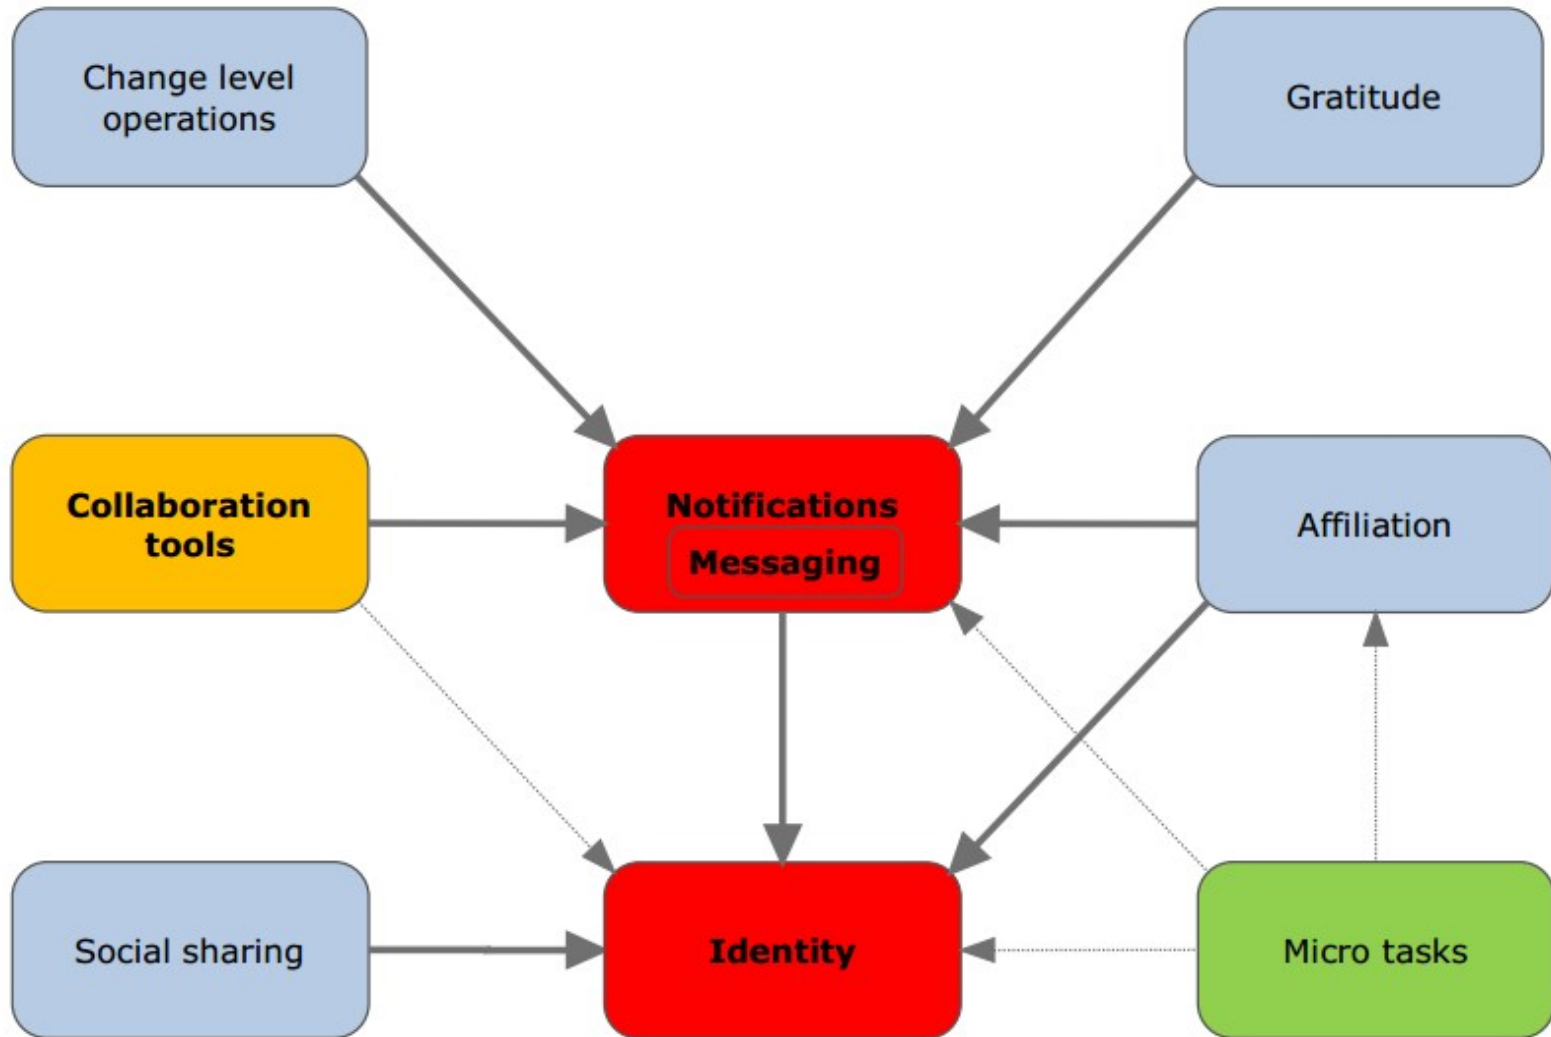 Change level
operations
Gratitude
Collaboration
tools
Notifications
Messaging
Affiliation
Social sharing
Identity
Micro tasks